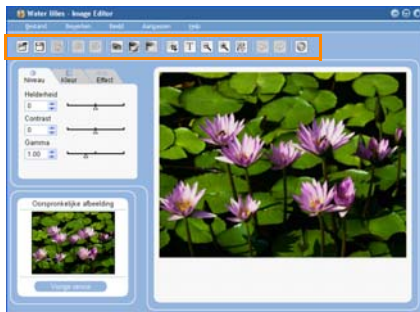 Water lilies - Image Editor
Bestand Bewerken Beeld Aanpassen Help
Niveau Kleur Effect
Helderheid
0
Contrast
0
Gamma
1.00
Oorspronkelijke afbeelding
Vorige versie